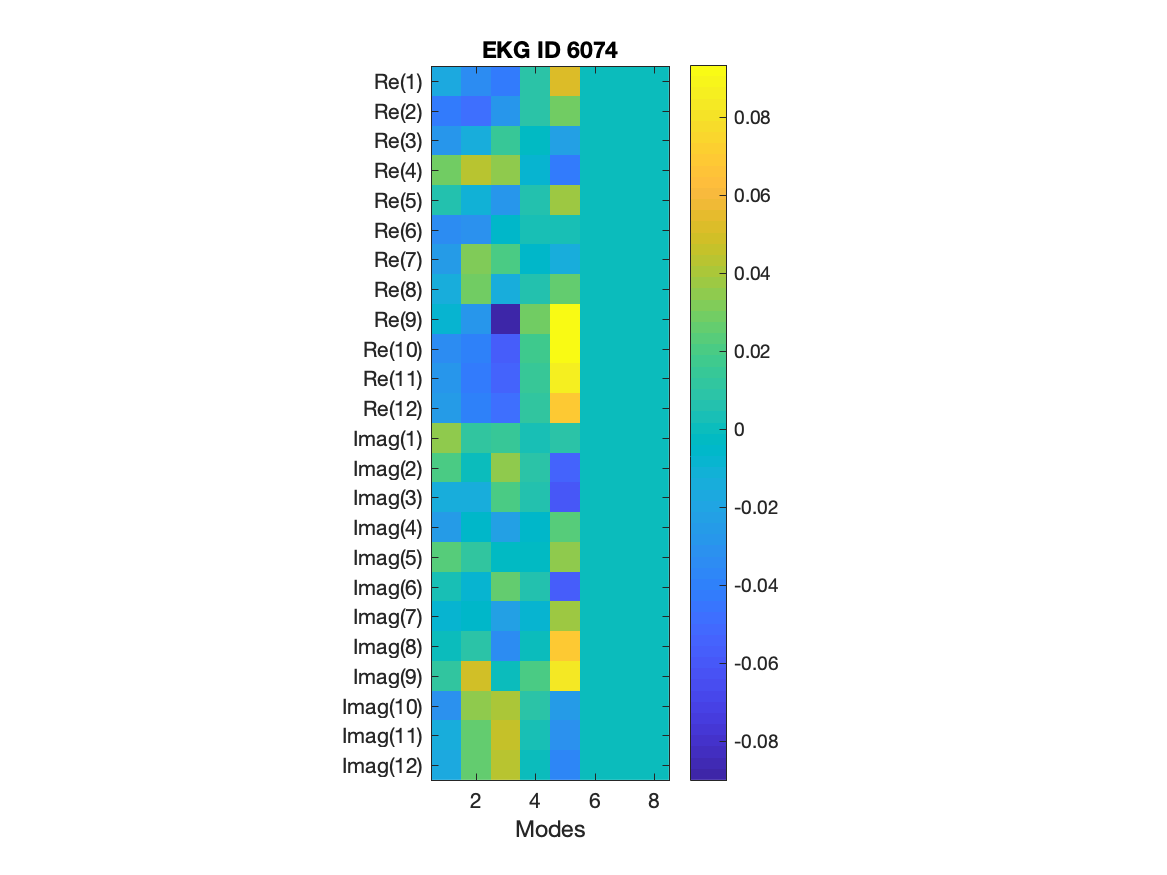 EKG ID 6074
Re(1)
Re(2)
Re(3)
Re(4)
Re(5)
Re(6)
Re(7)
Re(8)
Re(9)
Re(10)
Re(11)
Re(12)
Imag(1)
Imag(2)
Imag(3)
Imag(4)
Imag(5)
Imag(6)
Imag(7)
Imag(8)
Imag(9)
Imag(10)
Imag(11)
Imag(12)
2 4 6 8
Modes
0.08
0.06
0.04
0.02
0
-0.02
-0.04
-0.06
-0.08